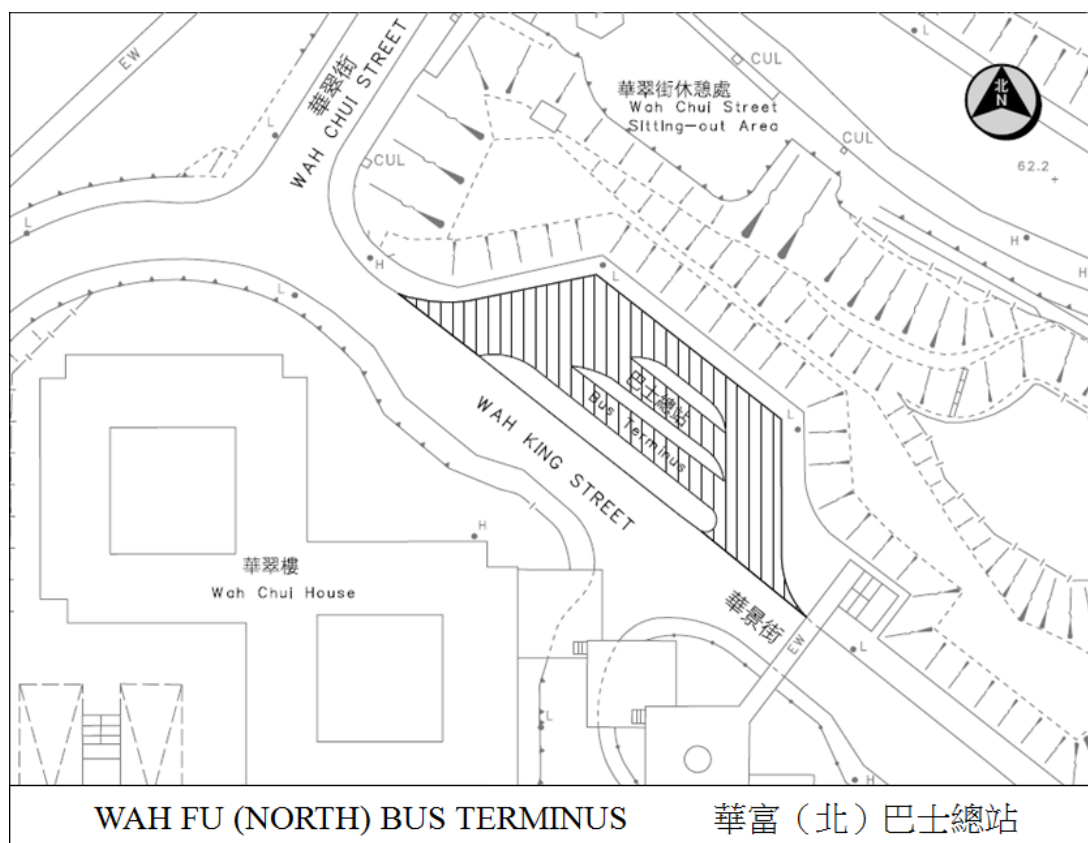 EW
華翠街
WAH CHUI STREET
L
L
CUL
H
L
華翠街休憩處
Wah Chui Street
Sitting-out Area
CUL
CUL
L
北
N
62.2
H
H
L
巴士總站
Bus Terminus
L
WAH KING STREET
華景街
EW
L
H
華翠樓
Wah Chui House
L
H
WAH FU (NORTH) BUS TERMINUS
華富（北）巴士總站